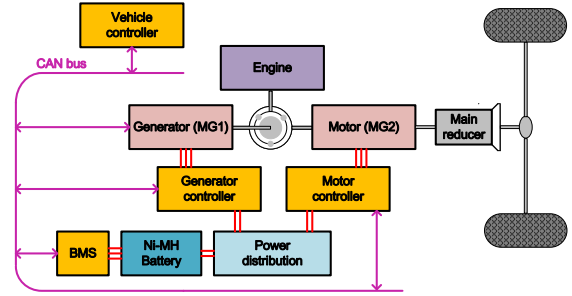 Vehicle
controller
CAN bus
Engine
Generator (MG1)
Motor (MG2)
Main
reducer
Generator
controller
Motor
controller
BMS
Ni-MH
Battery
Power
distribution